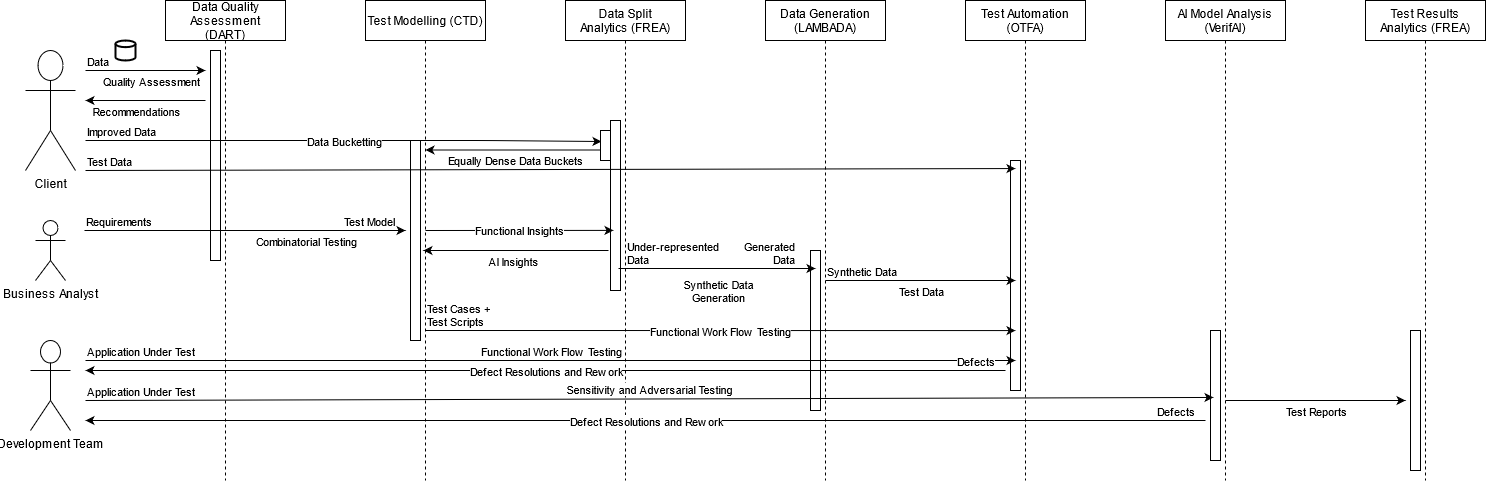 Data Quality
Assessment
(DART)
Test Modelling (CTD)
Data Split
Analytics (FREA)
Data Generation
(LAMBADA)
Test Automation
(OTFA)
AI Model Analysis
(VerifAI)
Test Results
Analytics (FREA)
Data
Quality Assessment
Recommendations
Improved Data
Data Bucketting
Equally Dense Data Buckets
Test Data
Client
Requirements
Test Model
Combinatorial Testing
Functional Insights
AI Insights
Under-represented
Data
Generated
Data
Synthetic Data
Generation
Synthetic Data
Test Data
Business Analyst
Test Cases +
Test Scripts
Functional Work Flow Testing
Application Under Test
Functional Work Flow Testing
Defects
Defect Resolutions and Rework
Application Under Test
Sensitivity and Adversarial Testing
Defects
Test Reports
Defect Resolutions and Rework
Development Team